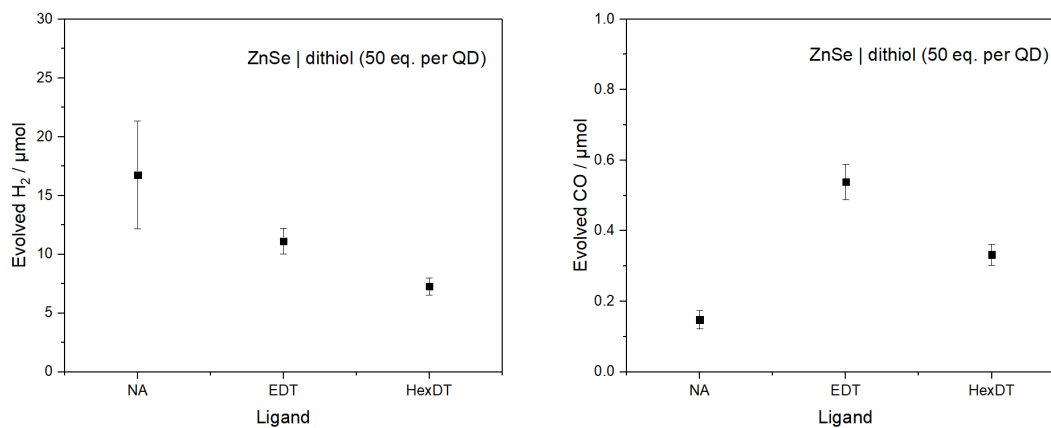 30
25
20
15
10
5
0
Evolved H₂ / µmol
ZnSe | dithiol (50 eq. per QD)
NA EDT HexDT
Ligand
1.0
0.8
0.6
0.4
0.2
0.0
Evolved CO / µmol
ZnSe | dithiol (50 eq. per QD)
NA EDT HexDT
Ligand